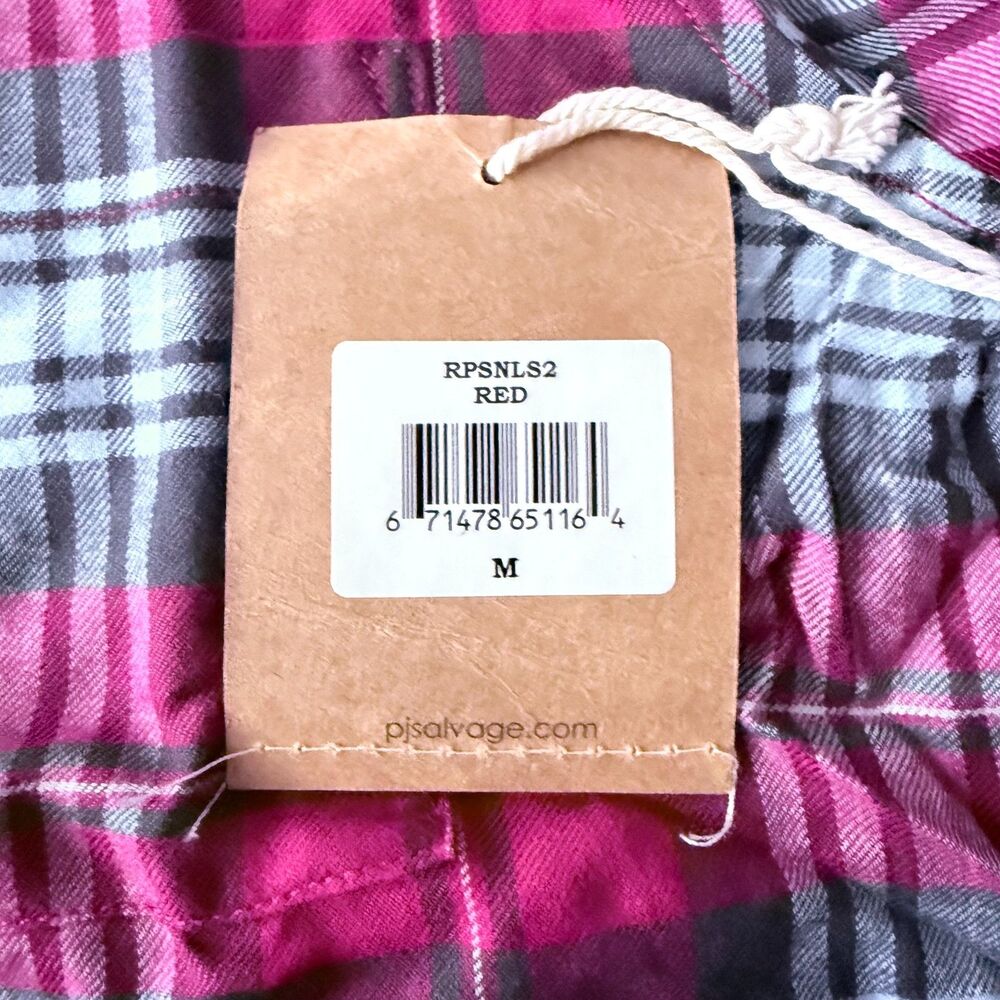 RPSNLS2
RED
6 71478 65116 4
M
pjsalvage.com